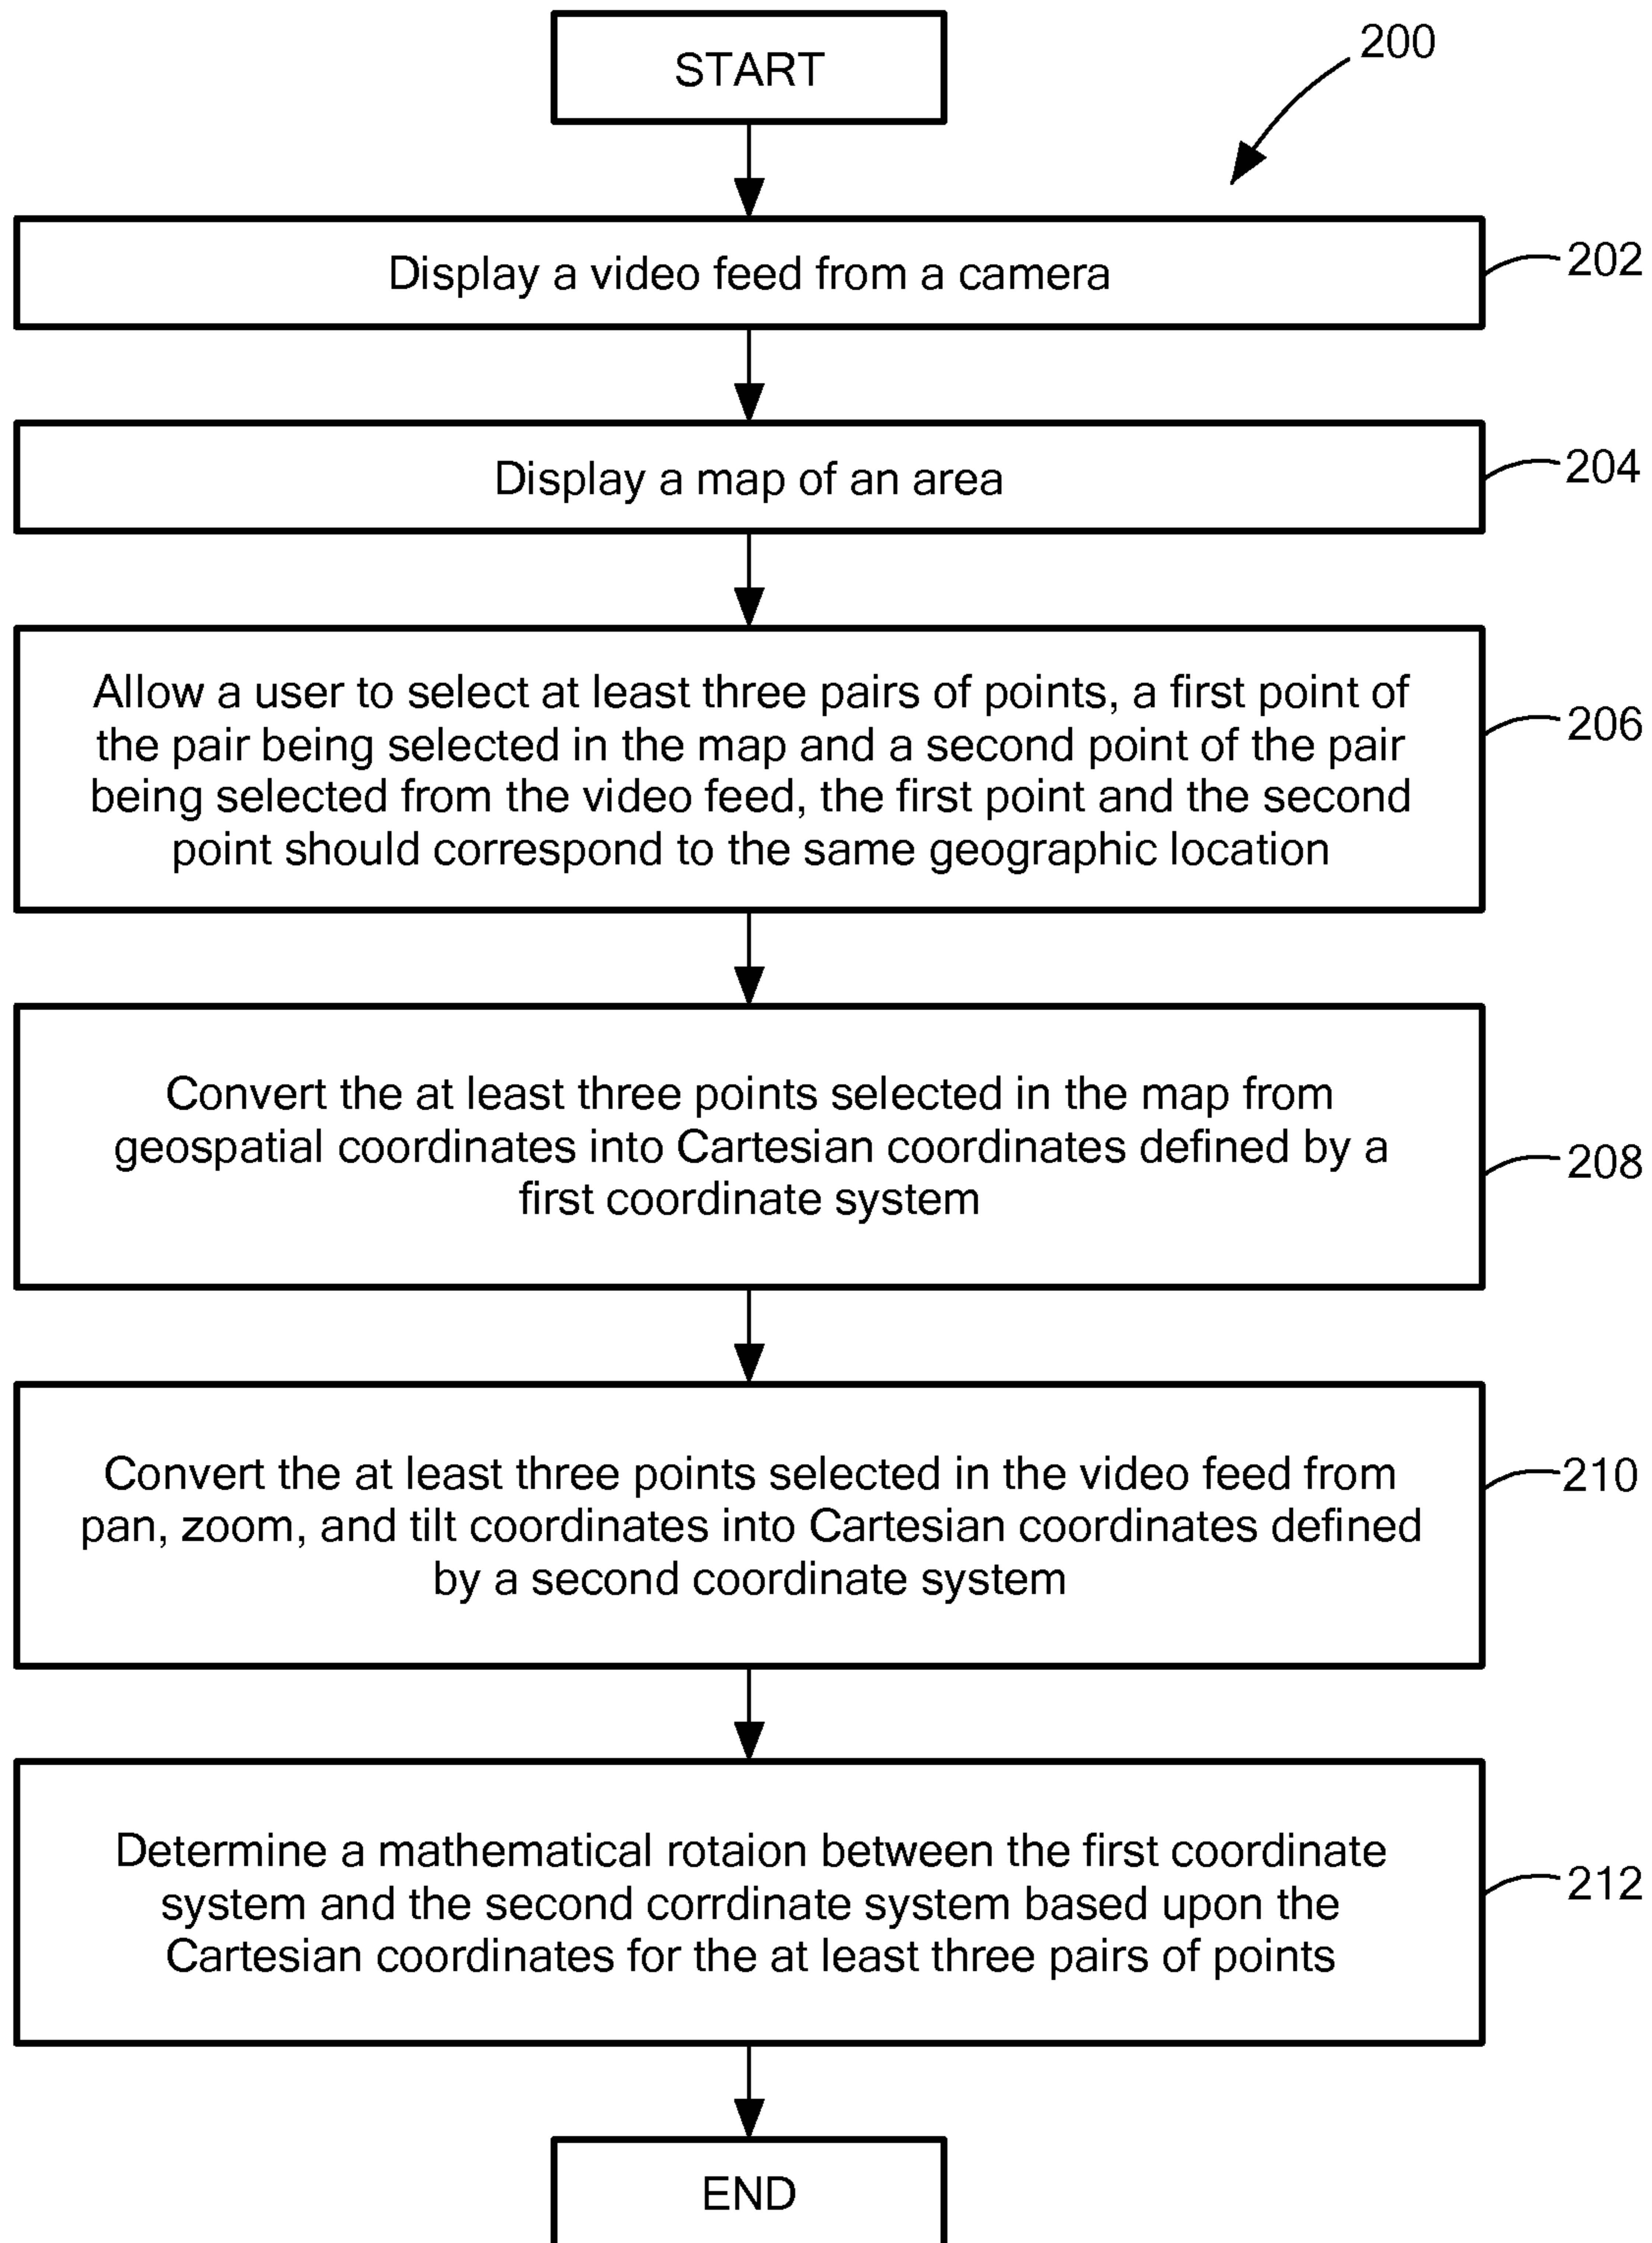 START
200
Display a video feed from a camera
202
Display a map of an area
204
Allow a user to select at least three pairs of points, a first point of
the pair being selected in the map and a second point of the pair
being selected from the video feed, the first point and the second
point should correspond to the same geographic location
206
Convert the at least three points selected in the map from
geospatial coordinates into Cartesian coordinates defined by a
first coordinate system
208
Convert the at least three points selected in the video feed from
pan, zoom, and tilt coordinates into Cartesian coordinates defined
by a second coordinate system
210
Determine a mathematical rotaion between the first coordinate
system and the second corrdinate system based upon the
Cartesian coordinates for the at least three pairs of points
212
END